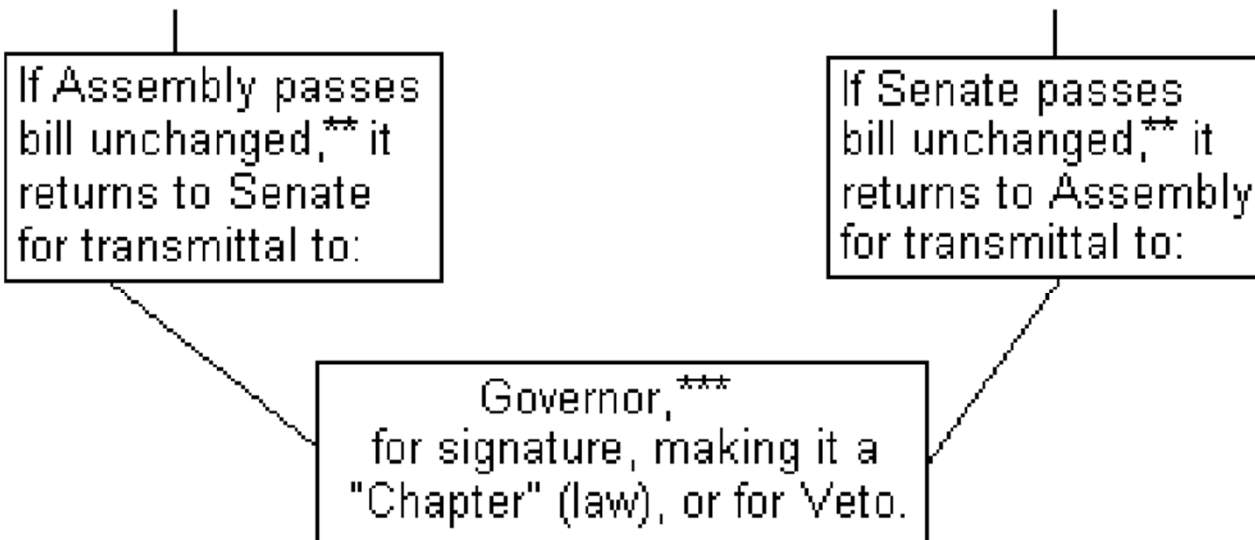 If Assembly passes
bill unchanged,** it
returns to Senate
for transmittal to:
If Senate passes
bill unchanged,** it
returns to Assembly
for transmittal to:
Governor,***
for signature, making it a
"Chapter" (law), or for Veto.